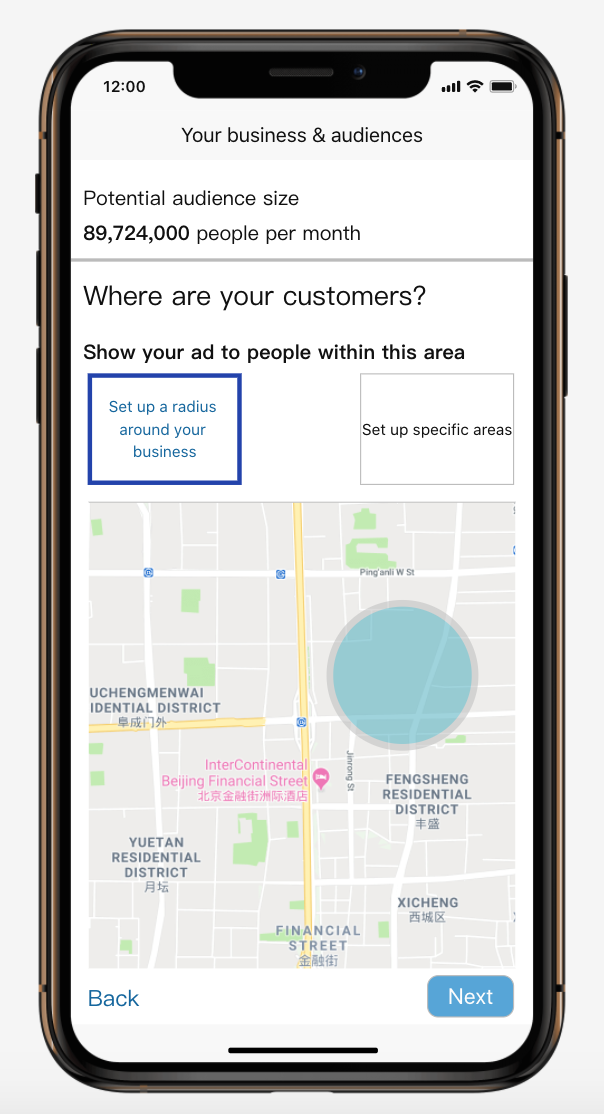 12:00
Your business & audiences
Potential audience size
89,724,000 people per month
Where are your customers?
Show your ad to people within this area
Set up a radius
around your
business
Set up specific areas
Ping'anli W St
UCHENGMENWAI
IDENTIAL DISTRICT
阜成门外
InterContinental
Beijing Financial Street
北京金融街洲际酒店
Jinrong St
FENGSHENG
RESIDENTIAL
DISTRICT
丰盛
YUETAN
RESIDENTIAL
DISTRICT
月坛
XICHENG
西城区
FINANCIAL
STREET
金融街
Back
Next